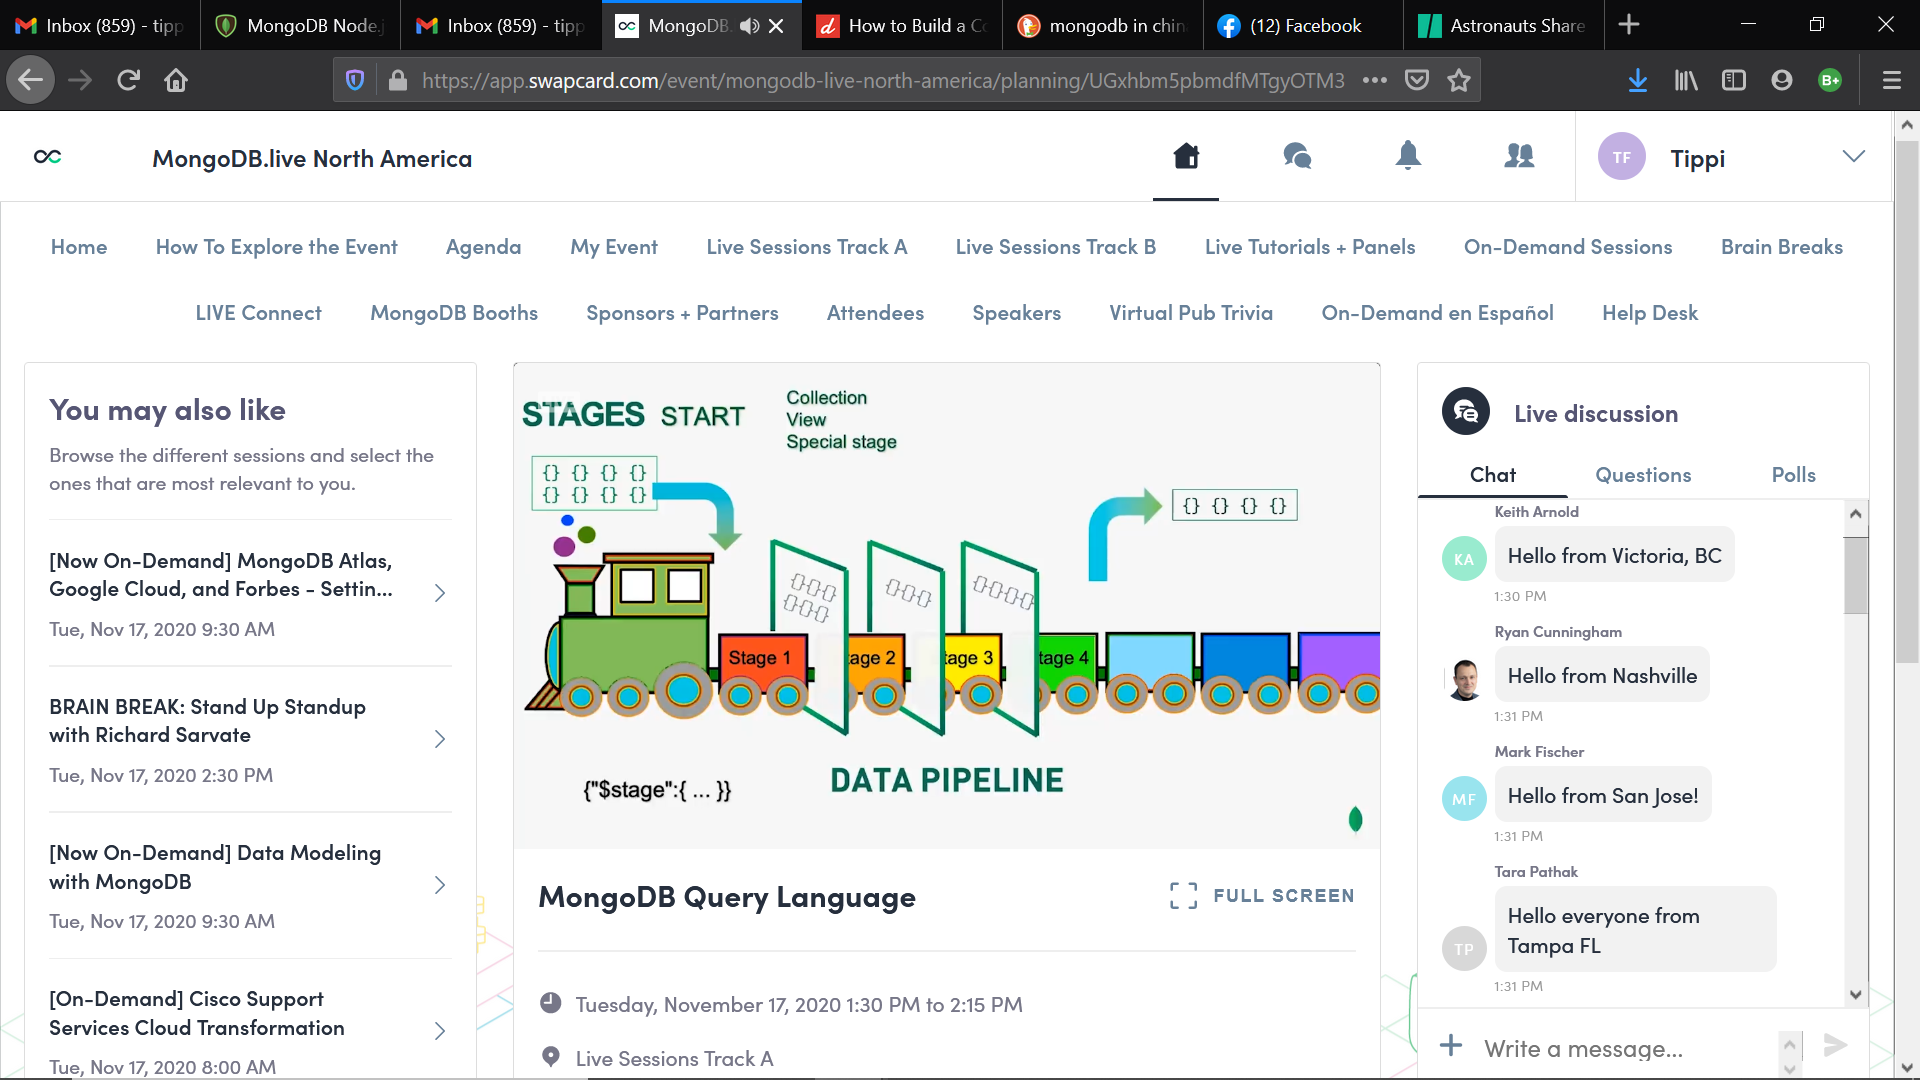 Inbox (859) - tipp
MongoDB Node.j
Inbox (859) - tipp
MongoDB.
How to Build a Co
mongodb in chin
(12) Facebook
Astronauts Share
https://app.swapcard.com/event/mongodb-live-north-america/planning/UGxhbm5pbmdfMTgyOTM3
B+
MongoDB.live North America
TF
Tippi
Home
How To Explore the Event
Agenda
My Event
Live Sessions Track A
Live Sessions Track B
Live Tutorials + Panels
On-Demand Sessions
Brain Breaks
LIVE Connect
MongoDB Booths
Sponsors + Partners
Attendees
Speakers
Virtual Pub Trivia
On-Demand en Español
Help Desk
You may also like
Browse the different sessions and select the
ones that are most relevant to you.
[Now On-Demand] MongoDB Atlas,
Google Cloud, and Forbes - Settin...
Tue, Nov 17, 2020 9:30 AM
BRAIN BREAK: Stand Up Standup
with Richard Sarvate
Tue, Nov 17, 2020 2:30 PM
[Now On-Demand] Data Modeling
with MongoDB
Tue, Nov 17, 2020 9:30 AM
[On-Demand] Cisco Support
Services Cloud Transformation
Tue, Nov 17, 2020 8:00 AM
STAGES START
Collection
View
Special stage
{} {} {} {}
{} {} {} {}
{} {} {} {}
{}{}{}
{}{}{}
{}{}{}
{}{}{}{}
Stage 1
tage 2
tage 3
tage 4
{"$stage":{ ... }}
DATA PIPELINE
MongoDB Query Language
FULL SCREEN
Tuesday, November 17, 2020 1:30 PM to 2:15 PM
Live Sessions Track A
Live discussion
Chat
Questions
Polls
Keith Arnold
KA
Hello from Victoria, BC
1:30 PM
Ryan Cunningham
Hello from Nashville
1:31 PM
Mark Fischer
MF
Hello from San Jose!
1:31 PM
Tara Pathak
Hello everyone from
Tampa FL
TP
1:31 PM
Write a message...